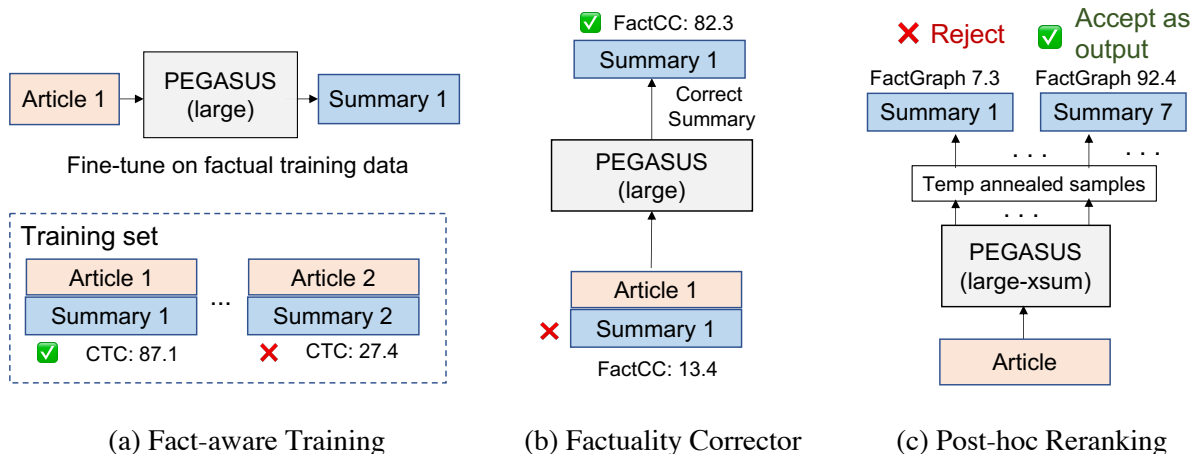 Article 1
PEGASUS
(large)
Summary 1
Fine-tune on factual training data
Training set
Article 1
Summary 1
...
Article 2
Summary 2
CTC: 87.1
CTC: 27.4
(a) Fact-aware Training
FactCC: 82.3
Summary 1
Correct
Summary
PEGASUS
(large)
Article 1
Summary 1
FactCC: 13.4
(b) Factuality Corrector
Reject
Accept as
output
FactGraph 7.3
FactGraph 92.4
Summary 1
Summary 7
. . .
. . .
Temp annealed samples
. . .
PEGASUS
(large-xsum)
Article
(c) Post-hoc Reranking